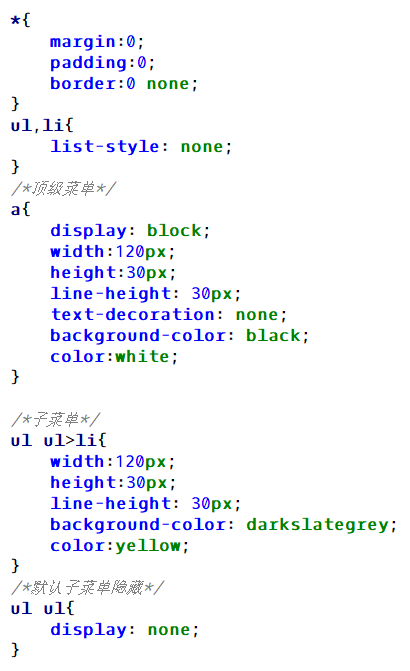 *{
    margin:0;
    padding:0;
    border:0 none;
}
ul,li{
    list-style: none;
}
/*顶级菜单*/
a{
    display: block;
    width:120px;
    height:30px;
    line-height: 30px;
    text-decoration: none;
    background-color: black;
    color:white;
}

/*子菜单*/
ul ul>li{
    width:120px;
    height:30px;
    line-height: 30px;
    background-color: darkslategrey;
    color:yellow;
}
/*默认子菜单隐藏*/
ul ul{
    display: none;
}